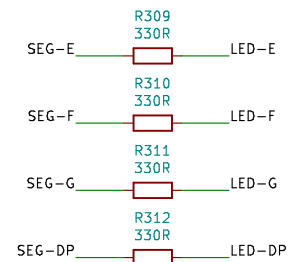 R309
330R
SEG-E LED-E
R310
330R
SEG-F LED-F
R311
330R
SEG-G LED-G
R312
330R
SEG-DP LED-DP